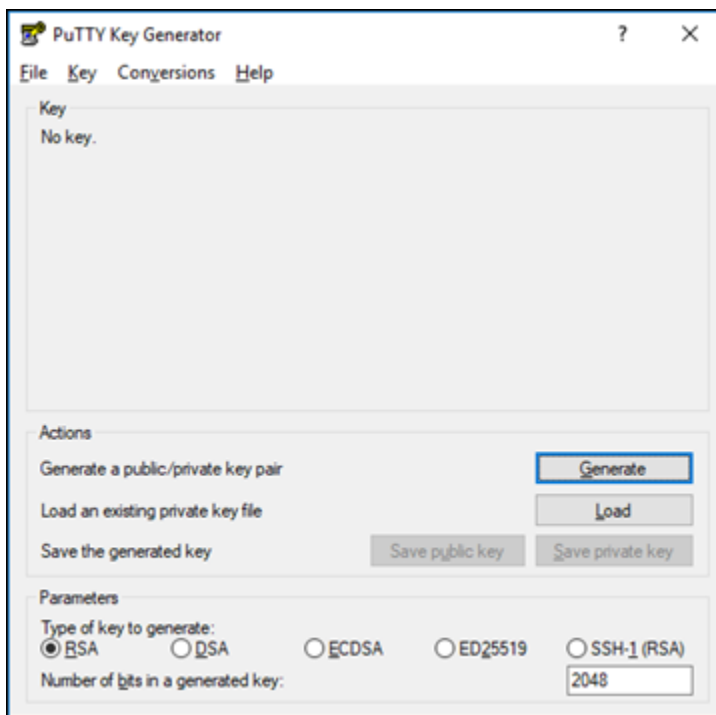 PuTTY Key Generator ? ×
File Key Conversions Help
Key
No key.
Actions
Generate a public/private key pair Generate
Load an existing private key file Load
Save the generated key Save public key Save private key
Parameters
Type of key to generate:
RSA DSA ECDSA ED25519 SSH-1 (RSA)
Number of bits in a generated key: 2048